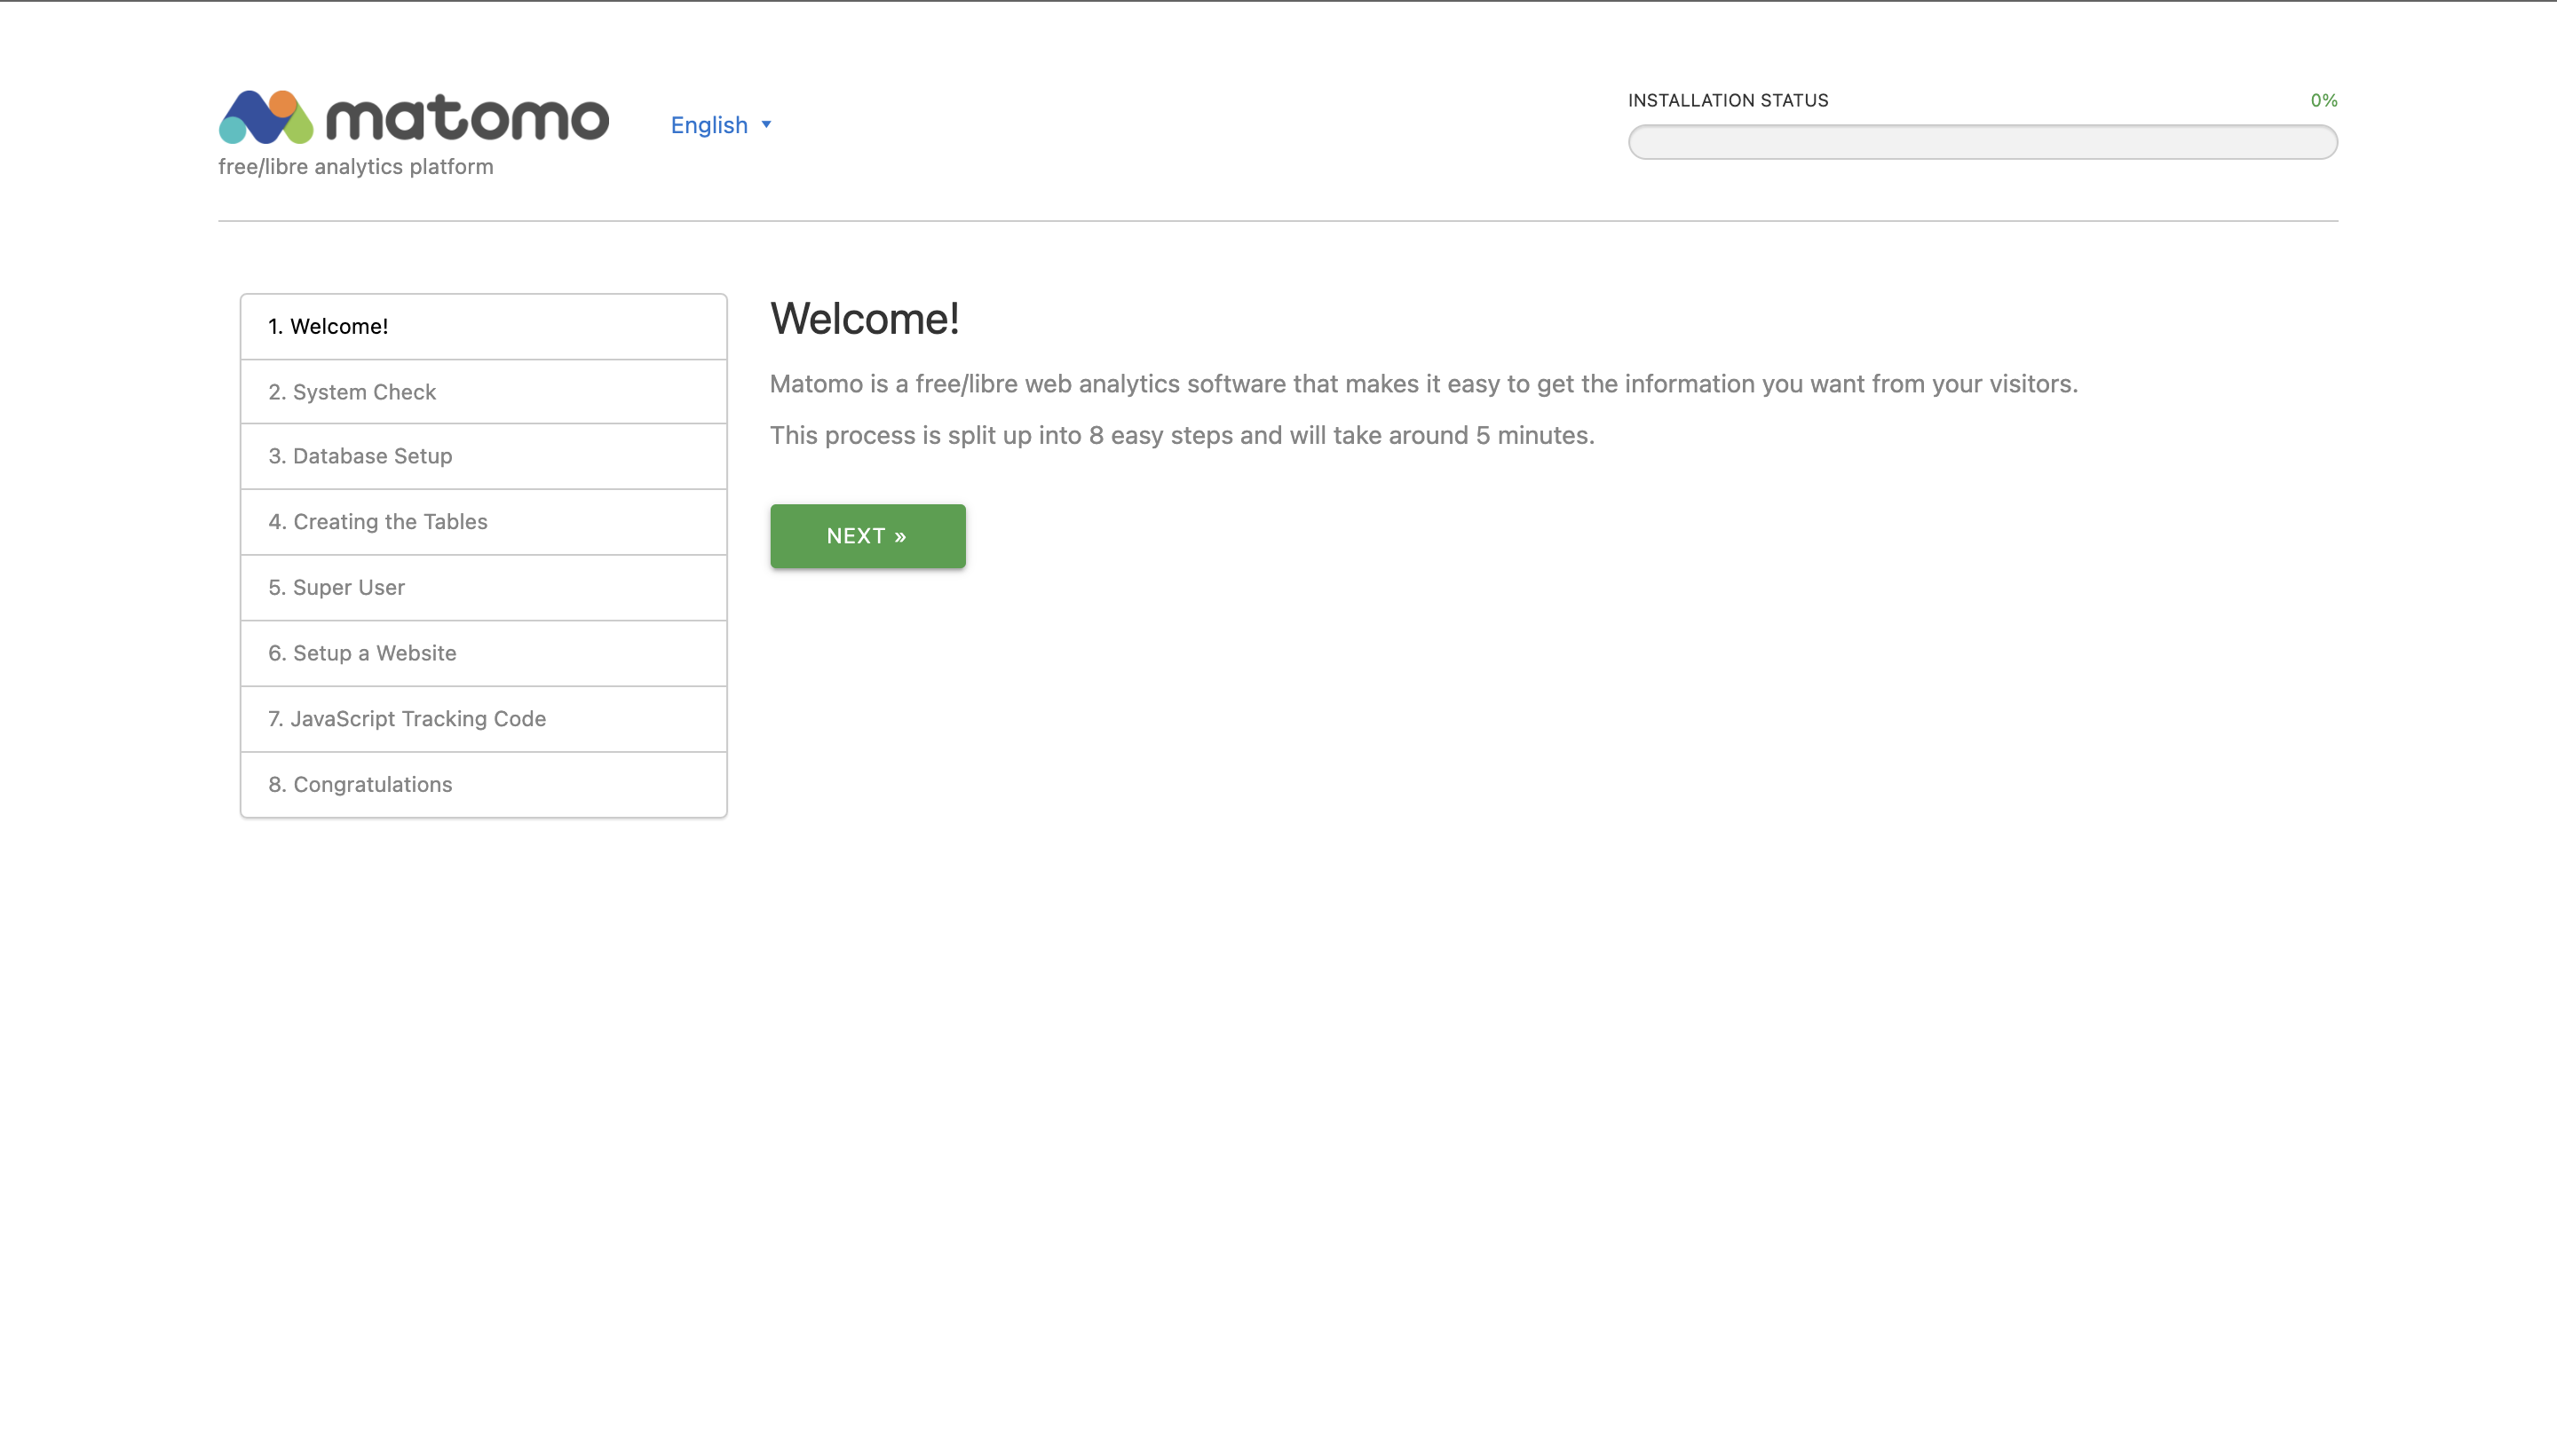 matomo
free/libre analytics platform
English
INSTALLATION STATUS 0%
1. Welcome!
2. System Check
3. Database Setup
4. Creating the Tables
5. Super User
6. Setup a Website
7. JavaScript Tracking Code
8. Congratulations
Welcome!
Matomo is a free/libre web analytics software that makes it easy to get the information you want from your visitors.
This process is split up into 8 easy steps and will take around 5 minutes.
NEXT »